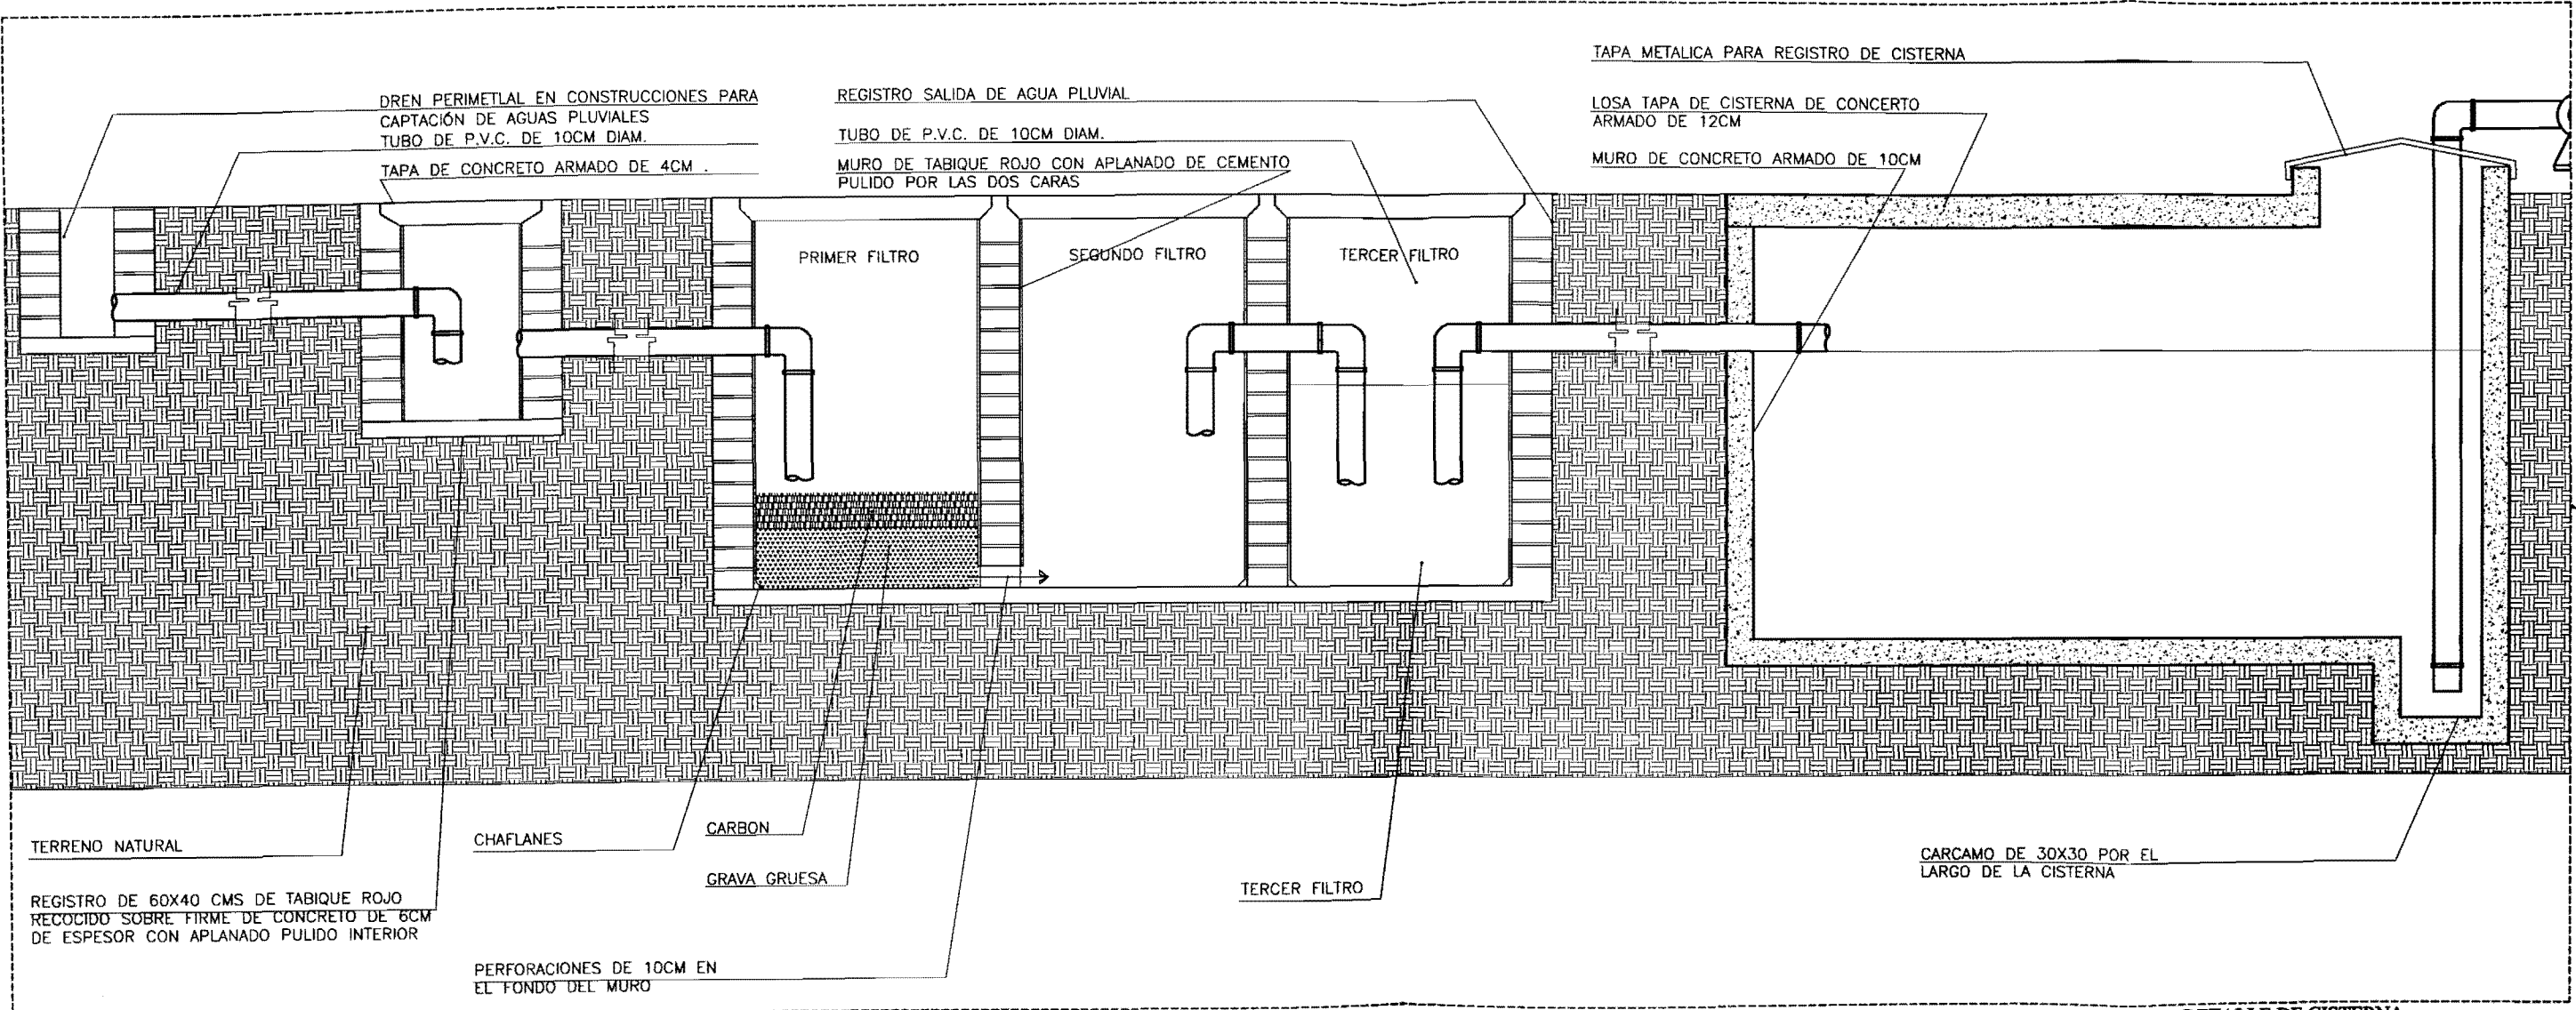 DREN PERIMETLAL EN CONSTRUCCIONES PARA
CAPTACIÓN DE AGUAS PLUVIALES
TUBO DE P.V.C. DE 10CM DIAM.
TAPA DE CONCRETO ARMADO DE 4CM .
REGISTRO SALIDA DE AGUA PLUVIAL
TUBO DE P.V.C. DE 10CM DIAM.
MURO DE TABIQUE ROJO CON APLANADO DE CEMENTO
PULIDO POR LAS DOS CARAS
TAPA METALICA PARA REGISTRO DE CISTERNA
LOSA TAPA DE CISTERNA DE CONCERTO
ARMADO DE 12CM
MURO DE CONCRETO ARMADO DE 10CM
PRIMER FILTRO
SEGUNDO FILTRO
TERCER FILTRO
TERRENO NATURAL
REGISTRO DE 60X40 CMS DE TABIQUE ROJO
RECOCIDO SOBRE FIRME DE CONCRETO DE 6CM
DE ESPESOR CON APLANADO PULIDO INTERIOR
CHAFLANES
CARBON
GRAVA GRUESA
PERFORACIONES DE 10CM EN
EL FONDO DEL MURO
TERCER FILTRO
CARCAMO DE 30X30 POR EL
LARGO DE LA CISTERNA
DETALLE DE CISTERNA